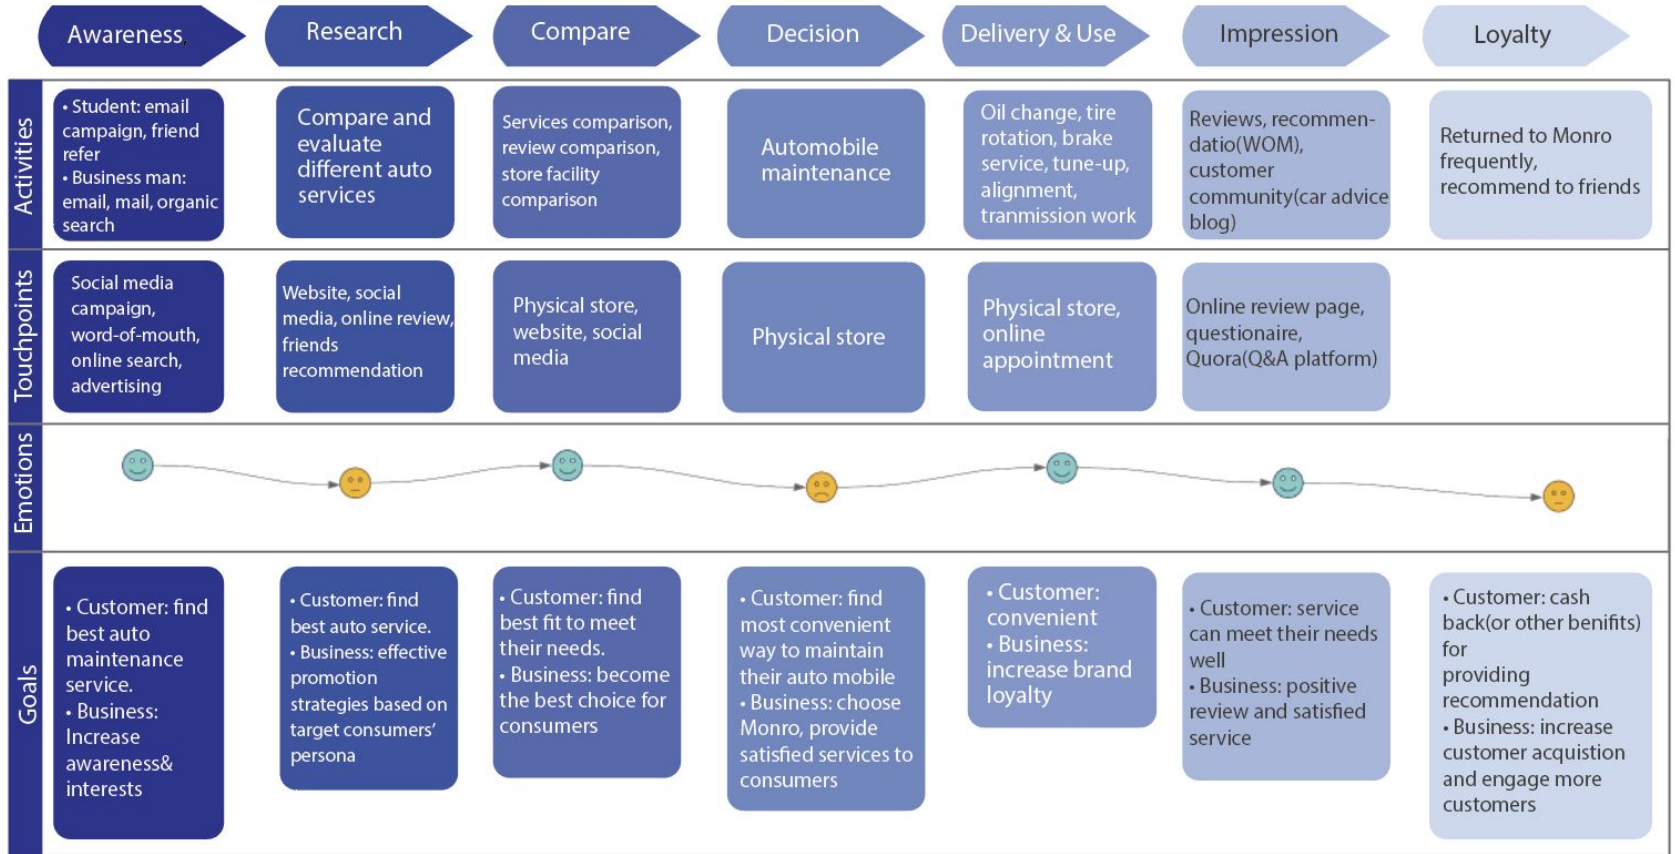 Awareness
Research
Compare
Decision
Delivery & Use
Impression
Loyalty
Activities
• Student: email
campaign, friend
refer
• Business man:
email, mail, organic
search
Compare and
evaluate
different auto
services
Services comparison,
review comparison,
store facility
comparison
Automobile
maintenance
Oil change, tire
rotation, brake
service, tune-up,
alignment,
tranmission work
Reviews, recommen-
datio(WOM),
customer
community(car advice
blog)
Returned to Monro
frequently,
recommend to friends
Touchpoints
Social media
campaign,
word-of-mouth,
online search,
advertising
Website, social
media, online review,
friends
recommendation
Physical store,
website, social
media
Physical store
Physical store,
online
appointment
Online review page,
questionaire,
Quora(Q&A platform)
Emotions
Goals
• Customer: find
best auto
maintenance
service.
• Business:
Increase
awareness&
interests
• Customer: find
best auto service.
• Business: effective
promotion
strategies based on
target consumers'
persona
• Customer: find
best fit to meet
their needs.
• Business: become
the best choice for
consumers
• Customer: find
most convenient
way to maintain
their auto mobile
• Business: choose
Monro, provide
satisfied services to
consumers
• Customer:
convenient
• Business:
increase brand
loyalty
• Customer: service
can meet their needs
well
• Business: positive
review and satisfied
service
• Customer: cash
back(or other benifits)
for
providing
recommendation
• Business: increase
customer acquistion
and engage more
customers